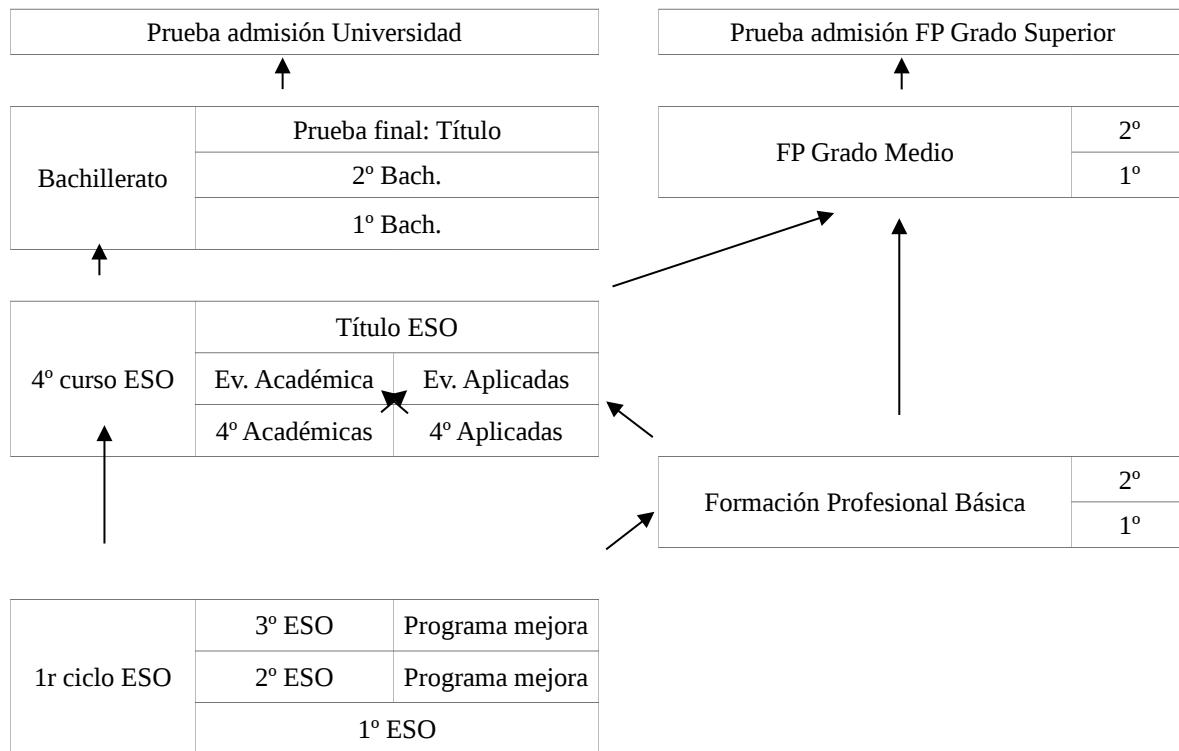 Prueba admisión Universidad
Prueba admisión FP Grado Superior
Bachillerato
Prueba final: Título
2º Bach.
1º Bach.
FP Grado Medio
2º
1º
4º curso ESO
Título ESO
Ev. Académica
Ev. Aplicadas
4º Académicas
4º Aplicadas
Formación Profesional Básica
2º
1º
1r ciclo ESO
3º ESO
Programa mejora
2º ESO
Programa mejora
1º ESO